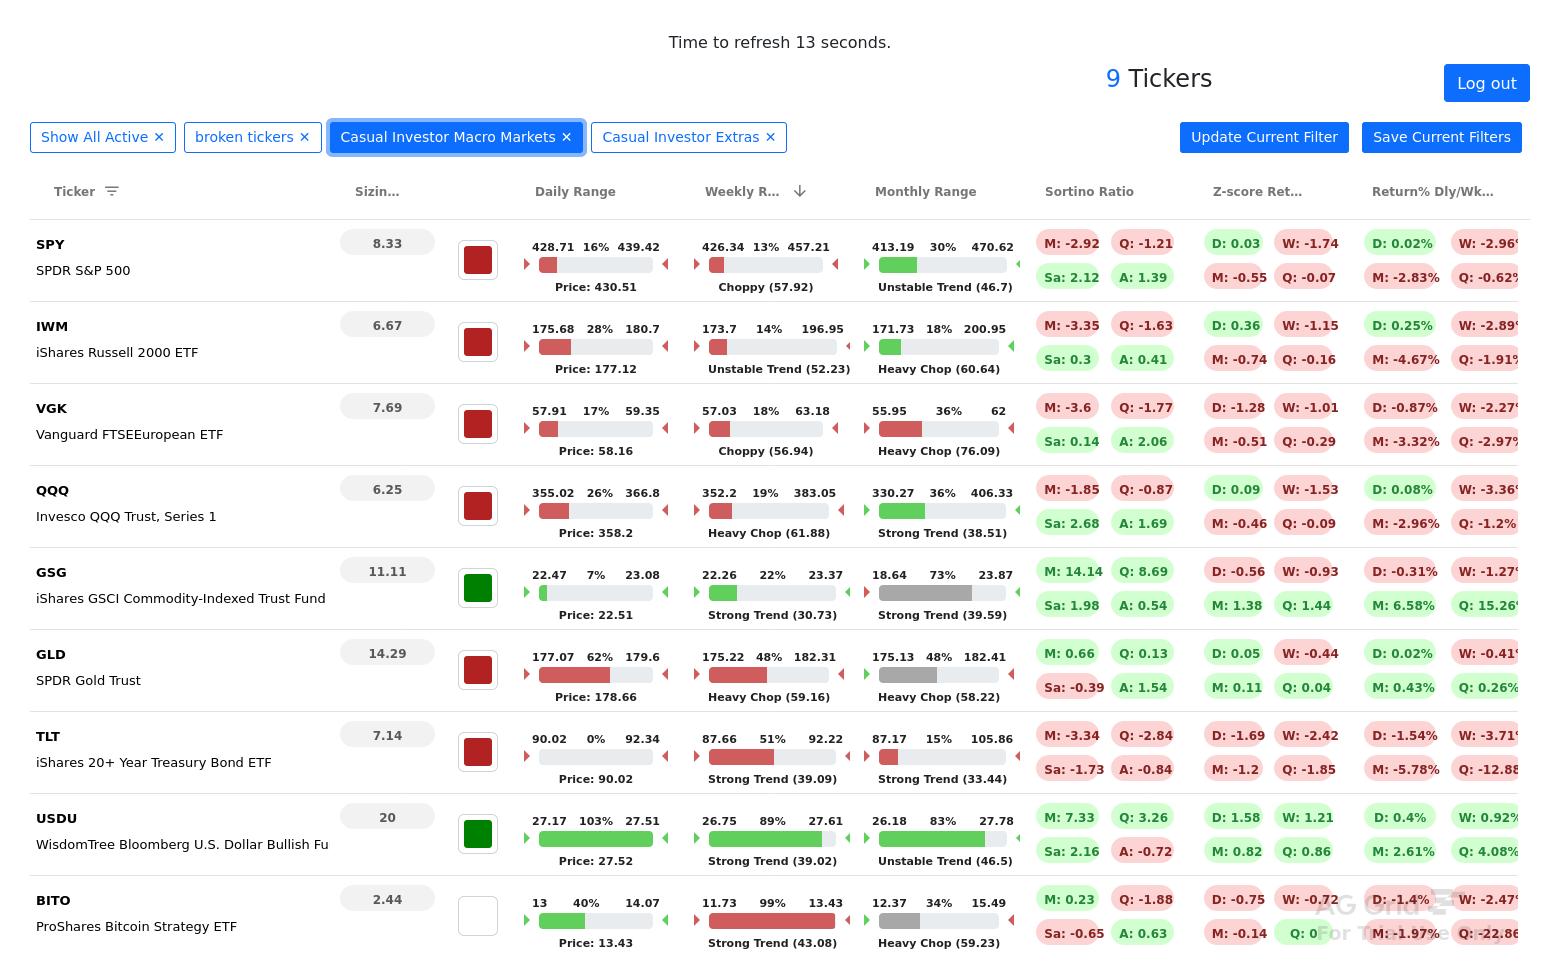 Time to refresh 13 seconds.
9 Tickers
Log out
Show All Active ✕ broken tickers ✕ Casual Investor Macro Markets ✕ Casual Investor Extras ✕ Update Current Filter Save Current Filters
Ticker Sizin... Daily Range Weekly R... Monthly Range Sortino Ratio Z-score Ret... Return% Dly/Wk...
SPY 8.33 M: -2.92 Q: -1.21 D: 0.03 W: -1.74 D: 0.02% W: -2.96%
428.71 16% 439.42 426.34 13% 457.21 413.19 30% 470.62
SPDR S&P 500 Sa: 2.12 A: 1.39 M: -0.55 Q: -0.07 M: -2.83% Q: -0.62%
Price: 430.51 Choppy (57.92) Unstable Trend (46.7)
IWM 6.67 M: -3.35 Q: -1.63 D: 0.36 W: -1.15 D: 0.25% W: -2.89%
175.68 28% 180.7 173.7 14% 196.95 171.73 18% 200.95
iShares Russell 2000 ETF Sa: 0.3 A: 0.41 M: -0.74 Q: -0.16 M: -4.67% Q: -1.91%
Price: 177.12 Unstable Trend (52.23) Heavy Chop (60.64)
VGK 7.69 M: -3.6 Q: -1.77 D: -1.28 W: -1.01 D: -0.87% W: -2.27%
57.91 17% 59.35 57.03 18% 63.18 55.95 36% 62
Vanguard FTSEEuropean ETF Sa: 0.14 A: 2.06 M: -0.51 Q: -0.29 M: -3.32% Q: -2.97%
Price: 58.16 Choppy (56.94) Heavy Chop (76.09)
QQQ 6.25 M: -1.85 Q: -0.87 D: 0.09 W: -1.53 D: 0.08% W: -3.36%
355.02 26% 366.8 352.2 19% 383.05 330.27 36% 406.33
Invesco QQQ Trust, Series 1 Sa: 2.68 A: 1.69 M: -0.46 Q: -0.09 M: -2.96% Q: -1.2%
Price: 358.2 Heavy Chop (61.88) Strong Trend (38.51)
GSG 11.11 M: 14.14 Q: 8.69 D: -0.56 W: -0.93 D: -0.31% W: -1.27%
22.47 7% 23.08 22.26 22% 23.37 18.64 73% 23.87
iShares GSCI Commodity-Indexed Trust Fund Sa: 1.98 A: 0.54 M: 1.38 Q: 1.44 M: 6.58% Q: 15.26%
Price: 22.51 Strong Trend (30.73) Strong Trend (39.59)
GLD 14.29 M: 0.66 Q: 0.13 D: 0.05 W: -0.44 D: 0.02% W: -0.41%
177.07 62% 179.6 175.22 48% 182.31 175.13 48% 182.41
SPDR Gold Trust Sa: -0.39 A: 1.54 M: 0.11 Q: 0.04 M: 0.43% Q: 0.26%
Price: 178.66 Heavy Chop (59.16) Heavy Chop (58.22)
TLT 7.14 M: -3.34 Q: -2.84 D: -1.69 W: -2.42 D: -1.54% W: -3.71%
90.02 0% 92.34 87.66 51% 92.22 87.17 15% 105.86
iShares 20+ Year Treasury Bond ETF Sa: -1.73 A: -0.84 M: -1.2 Q: -1.85 M: -5.78% Q: -12.88
Price: 90.02 Strong Trend (39.09) Strong Trend (33.44)
USDU 20 M: 7.33 Q: 3.26 D: 1.58 W: 1.21 D: 0.4% W: 0.92%
27.17 103% 27.51 26.75 89% 27.61 26.18 83% 27.78
WisdomTree Bloomberg U.S. Dollar Bullish Fu Sa: 2.16 A: -0.72 M: 0.82 Q: 0.86 M: 2.61% Q: 4.08%
Price: 27.52 Strong Trend (39.02) Unstable Trend (46.5)
BITO 2.44 M: 0.23 Q: -1.88 D: -0.75 W: -0.72 D: -1.4% W: -2.47%
13 40% 14.07 11.73 99% 13.43 12.37 34% 15.49
AG Grid
ProShares Bitcoin Strategy ETF Sa: -0.65 A: 0.63 M: -0.14 Q: 0 M: -1.97% Q: -22.86
For Trial Use Only
Price: 13.43 Strong Trend (43.08) Heavy Chop (59.23)